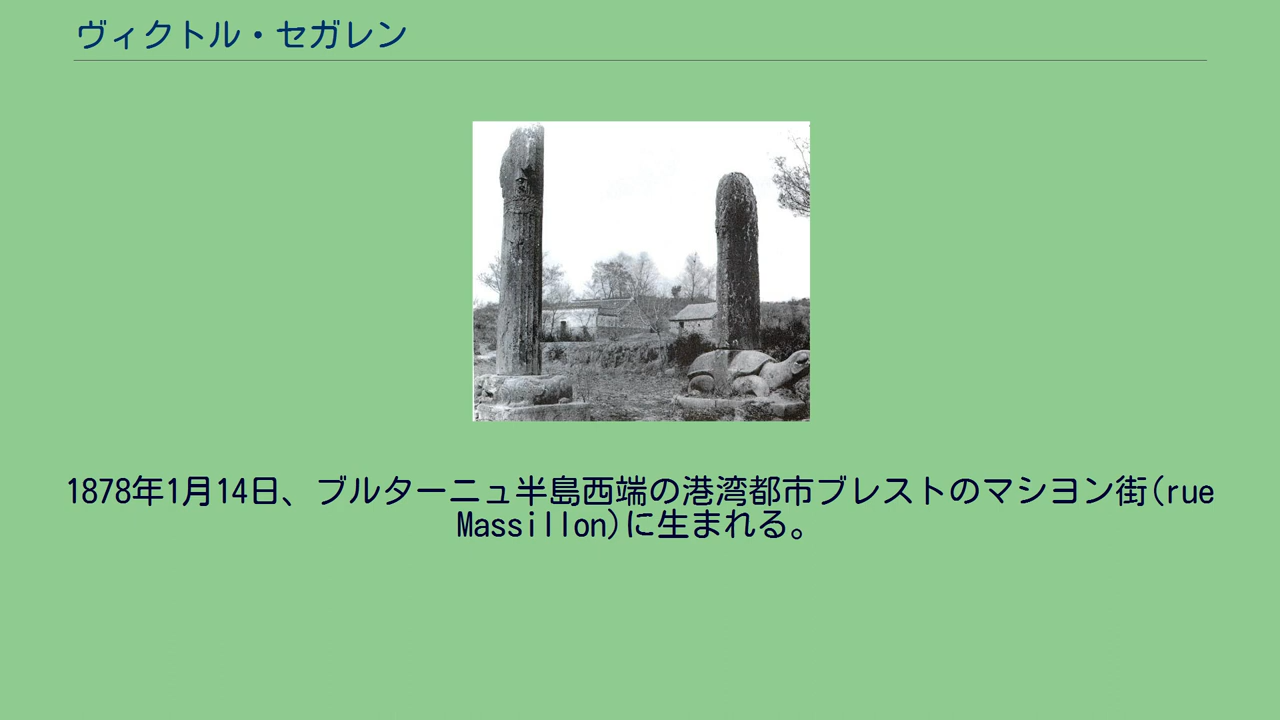 ヴィクトル・セガレン
1878年1月14日、ブルターニュ半島西端の港湾都市ブレストのマシヨン街(rue
Massillon)に生まれる。